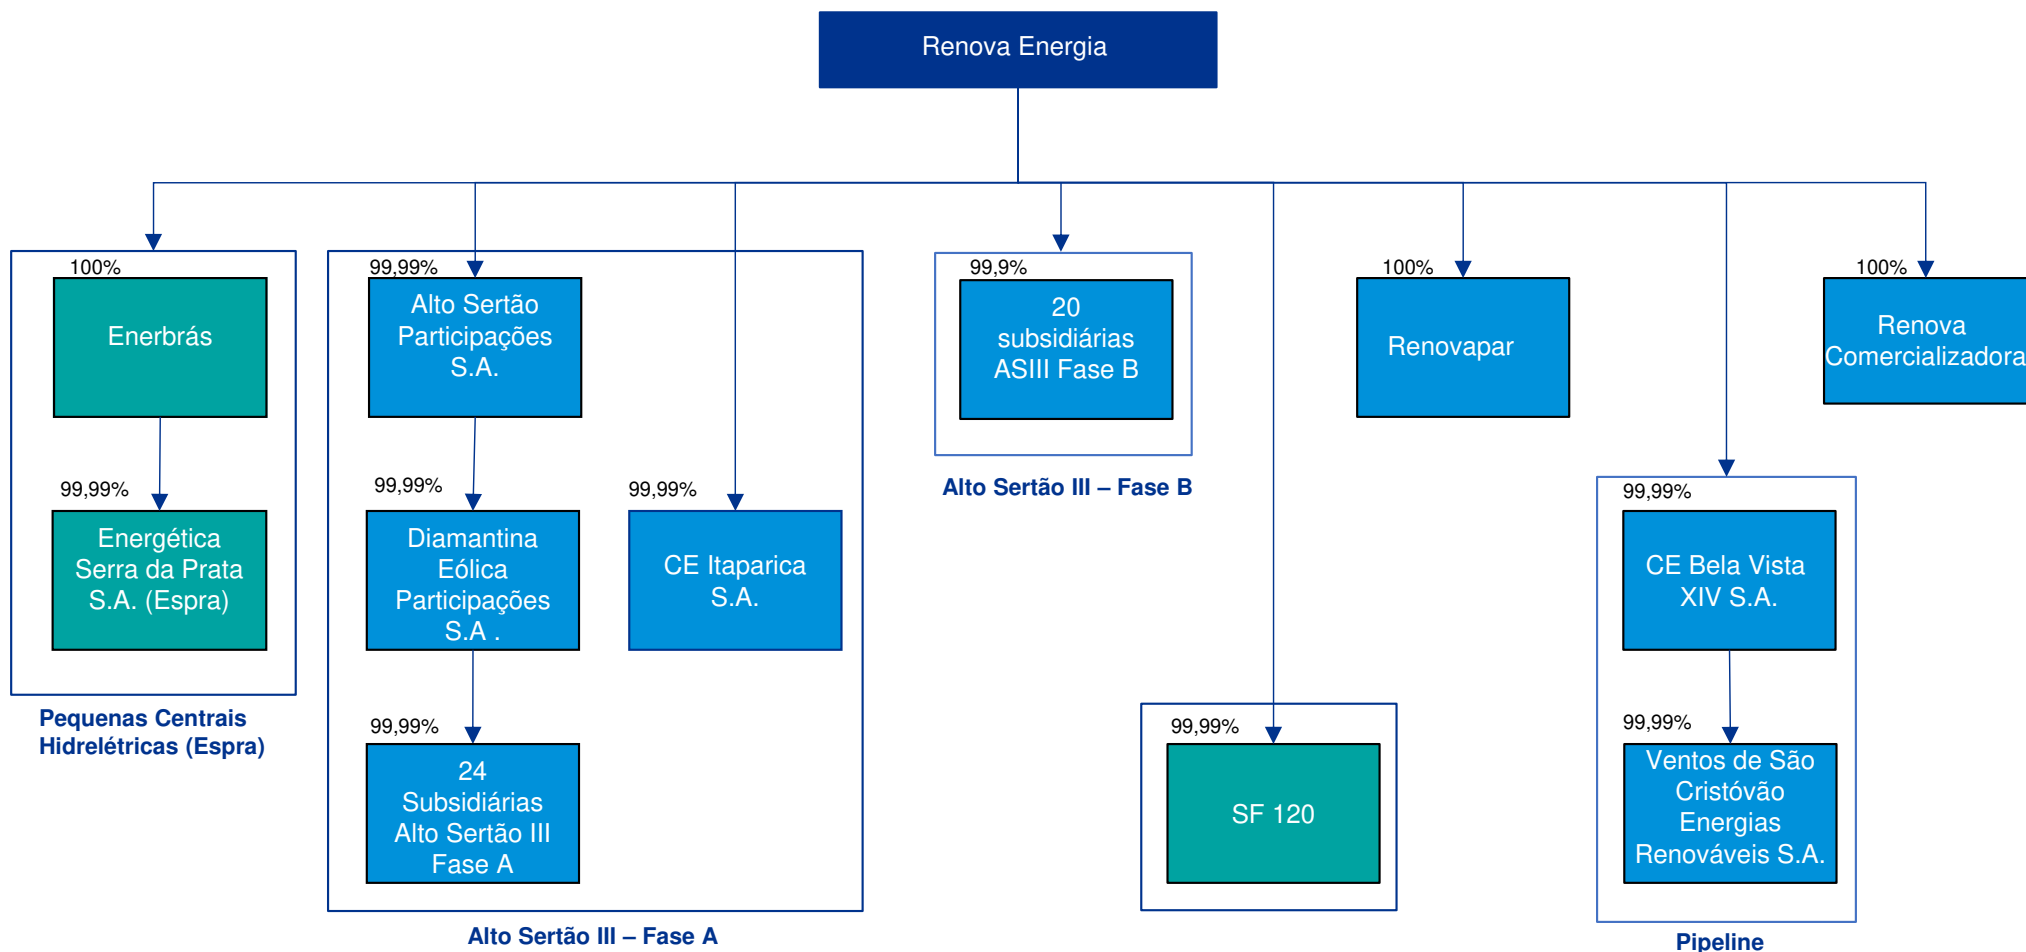 Renova Energia
100%
Enerbrás
99,99%
Energética
Serra da Prata
S.A. (Espra)
Pequenas Centrais
Hidrelétricas (Espra)
99,99%
Alto Sertão
Participações
S.A.
99,99%
Diamantina
Eólica
Participações
S.A .
99,99%
24
Subsidiárias
Alto Sertão III
Fase A
99,99%
CE Itaparica
S.A.
Alto Sertão III – Fase A
99,9%
20
subsidiárias
ASIII Fase B
Alto Sertão III – Fase B
99,99%
SF 120
100%
Renovapar
99,99%
CE Bela Vista
XIV S.A.
99,99%
Ventos de São
Cristóvão
Energias
Renováveis S.A.
Pipeline
100%
Renova
Comercializadora